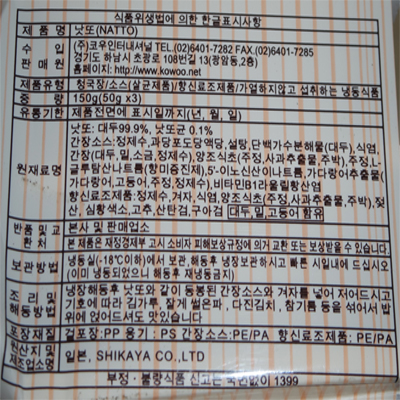 식품위생법에 의한 한글표시사항
제 품 명 낫또(NATTO)
수 입 (주)코우인터내셔널 TEL.(02)6401-7282 FAX.(02)6401-7285
경기도 하남시 초광로 108번길 13(광암동,2층)
판 매 원 홈페이지: http://www.kowoo.net
제품유형 청국장/소스(살균제품)/향신료조제품/가열하지않고 섭취하는 냉동식품
중 량 150g(50g x3)
유통기한 제품전면에 표시일까지(년, 월, 일)
낫또: 대두99.9%, 낫또균 0.1%
간장소스:정제수,과당포도당액당,설탕,단백가수분해물(대두),식염,
간장(대두,밀,소금,정제수),양조식초(주정,사과추출물,주박),주정,L-
원재료명 글루탐산나트륨(향미증진제),5'-이노신산이나트륨,가다랑어추출물(
가다랑어,고등어,주정,정제수),비타민B1라울릴황산염
향신료조제품:정제수,겨자,식염,양조식초(주정,사과추출물,주박),젖
산, 심황색소,고추,산탄검,구아검 대두,밀,고등어 함유
반품 및 교환처 본사 및 판매업소
본 제품은 재정경제부 고시 소비자 피해보상규정에 의거 교환 또는 보상받을 수 있습니다.
보관방법 냉동실(-18℃이하)에서 보관,해동후 냉장보관하시고 빠른 시일내에 드십시오
(이미 냉동되었으니 해동후 재냉동금지)
조 리 및 해동방법 냉장해동후 낫또와 같이 동봉된 간장소스와 겨자를 넣어 저어드시고
기호에 따라 김가루, 잘게 썰은파, 다진김치, 참기름 등을 섞어서 밥
위에 얹어드셔도 맛있습니다
포장재질 겉포장:PP 용기 : PS 간장소스:PE/PA 향신료조제품: PE/PA
원산지 및 제조업소명 일본, SHIKAYA CO.,LTD
부정·불량식품 신고는 국번없이 1399